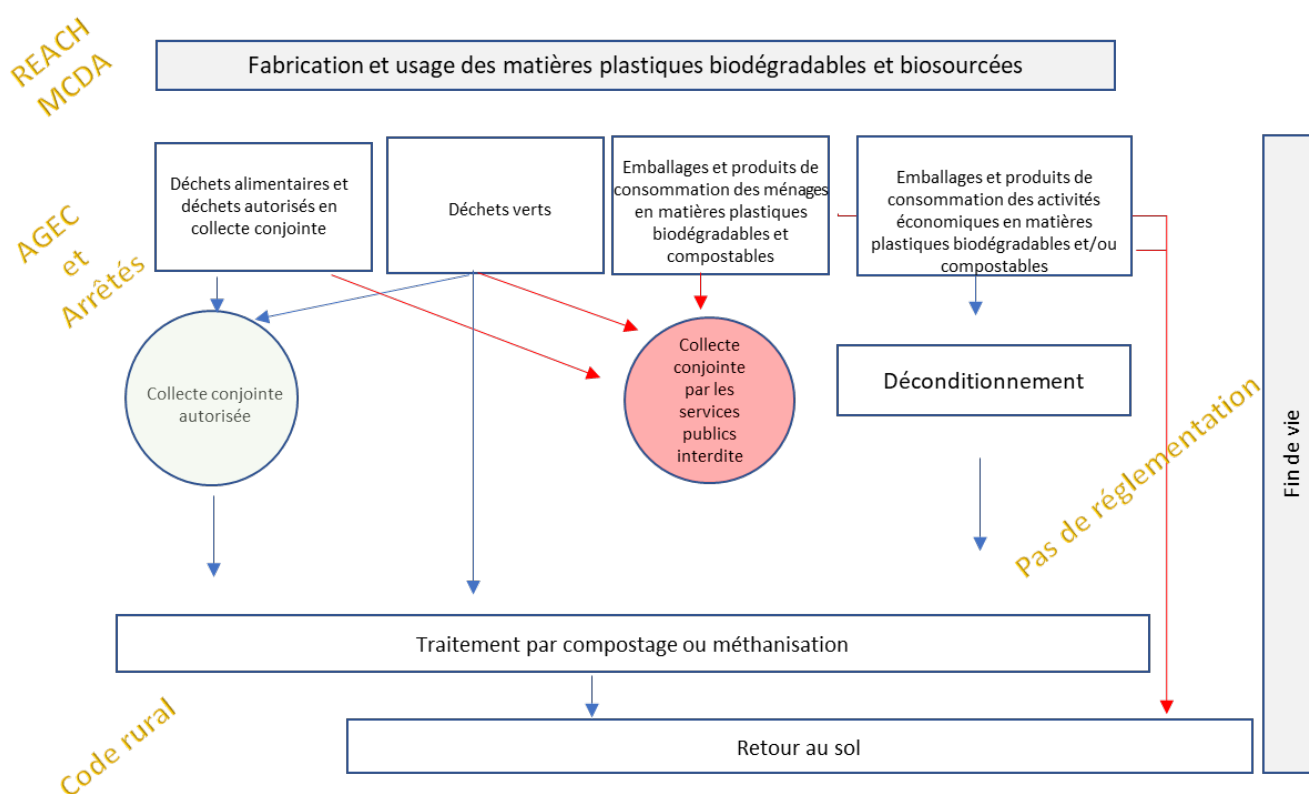 REACH
MCDA
Fabrication et usage des matières plastiques biodégradables et biosourcées
AGEC
et
Arrêtés
Déchets alimentaires et
déchets autorisés en
collecte conjointe
Déchets verts
Emballages et produits de
consommation des ménages
en matières plastiques
biodégradables et
compostables
Emballages et produits de
consommation des activités
économiques en matières
plastiques biodégradables et/ou
compostables
Collecte conjointe
autorisée
Collecte
conjointe
par les
services
publics
interdite
Déconditionnement
Pas de réglementation
Fin de vie
Traitement par compostage ou méthanisation
Code rural
Retour au sol